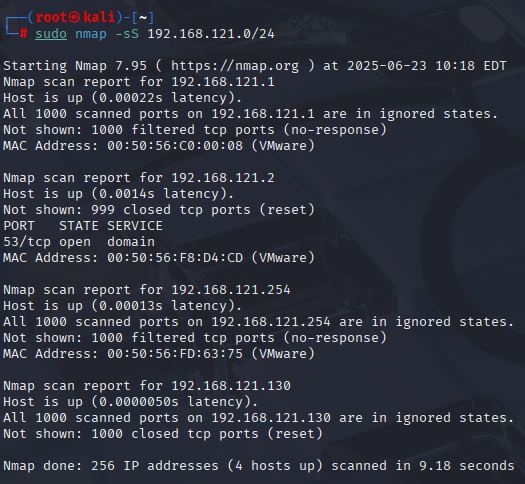 ┌──(root㉿kali)-[~]
└─# sudo nmap -sS 192.168.121.0/24
Starting Nmap 7.95 ( https://nmap.org ) at 2025-06-23 10:18 EDT
Nmap scan report for 192.168.121.1
Host is up (0.00022s latency).
All 1000 scanned ports on 192.168.121.1 are in ignored states.
Not shown: 1000 filtered tcp ports (no-response)
MAC Address: 00:50:56:C0:00:08 (VMware)
Nmap scan report for 192.168.121.2
Host is up (0.0014s latency).
Not shown: 999 closed tcp ports (reset)
PORT   STATE SERVICE
53/tcp open  domain
MAC Address: 00:50:56:F8:D4:CD (VMware)
Nmap scan report for 192.168.121.254
Host is up (0.00013s latency).
All 1000 scanned ports on 192.168.121.254 are in ignored states.
Not shown: 1000 filtered tcp ports (no-response)
MAC Address: 00:50:56:FD:63:75 (VMware)
Nmap scan report for 192.168.121.130
Host is up (0.0000050s latency).
All 1000 scanned ports on 192.168.121.130 are in ignored states.
Not shown: 1000 closed tcp ports (reset)
Nmap done: 256 IP addresses (4 hosts up) scanned in 9.18 seconds